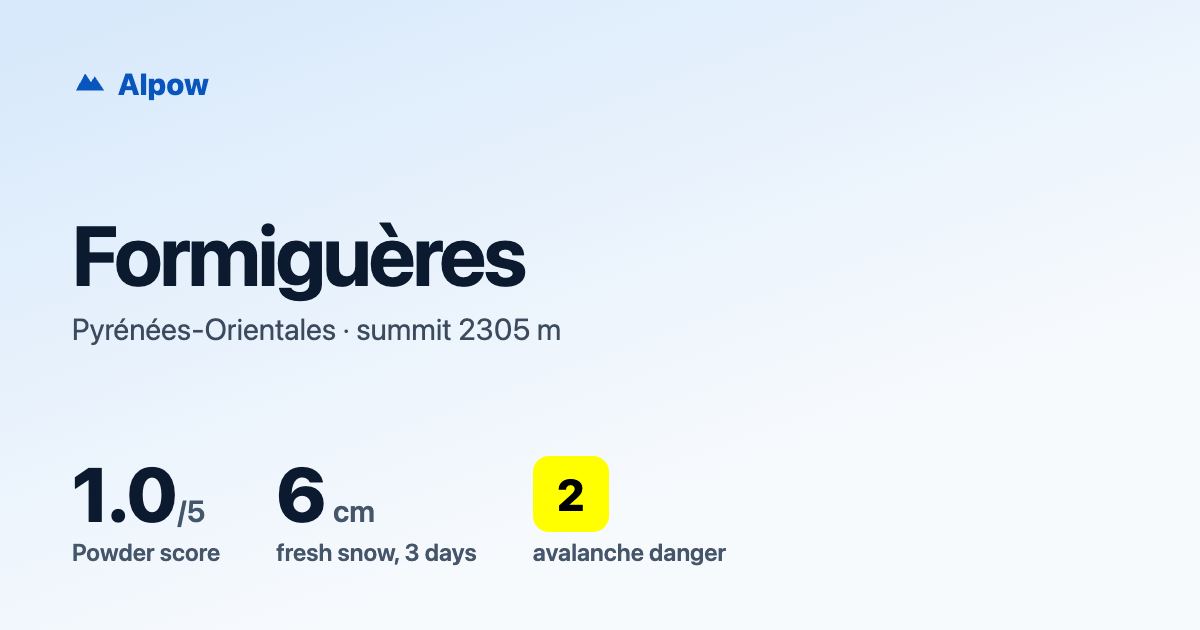 Alpow
Formiguères
Pyrénées-Orientales · summit 2305 m
1.0/5 6 cm 2
Powder score fresh snow, 3 days avalanche danger